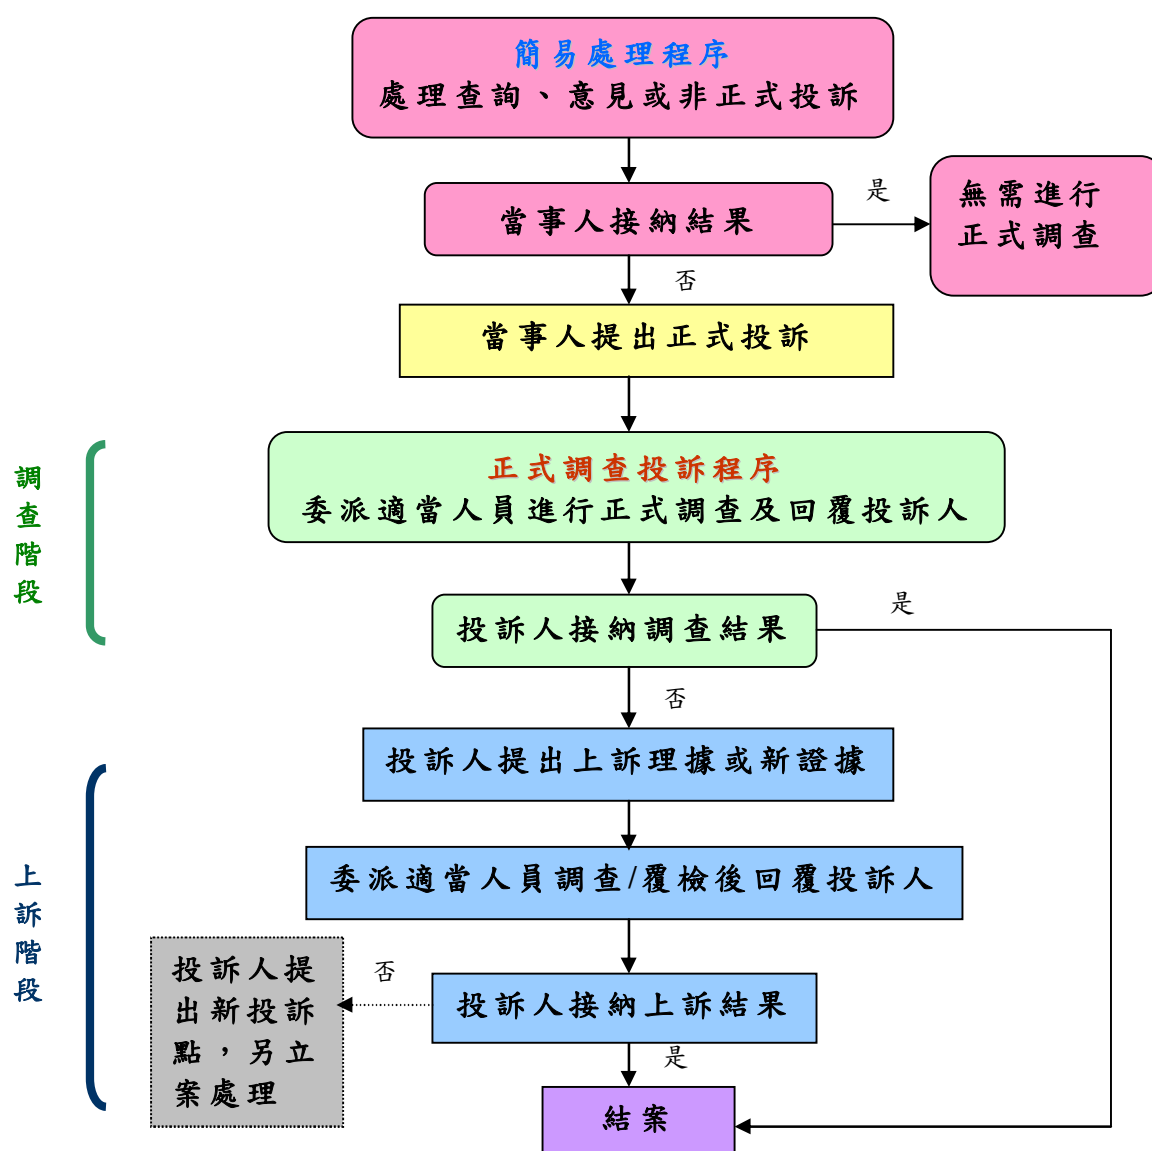 簡易處理程序
處理查詢、意見或非正式投訴
當事人接納結果
是
無需進行
正式調查
否
當事人提出正式投訴
調
查
階
段
正式調查投訴程序
委派適當人員進行正式調查及回覆投訴人
投訴人接納調查結果
是
否
上
訴
階
段
投訴人提出上訴理據或新證據
委派適當人員調查/覆檢後回覆投訴人
投訴人接納上訴結果
否
投訴人提
出新投訴
點，另立
案處理
是
結案